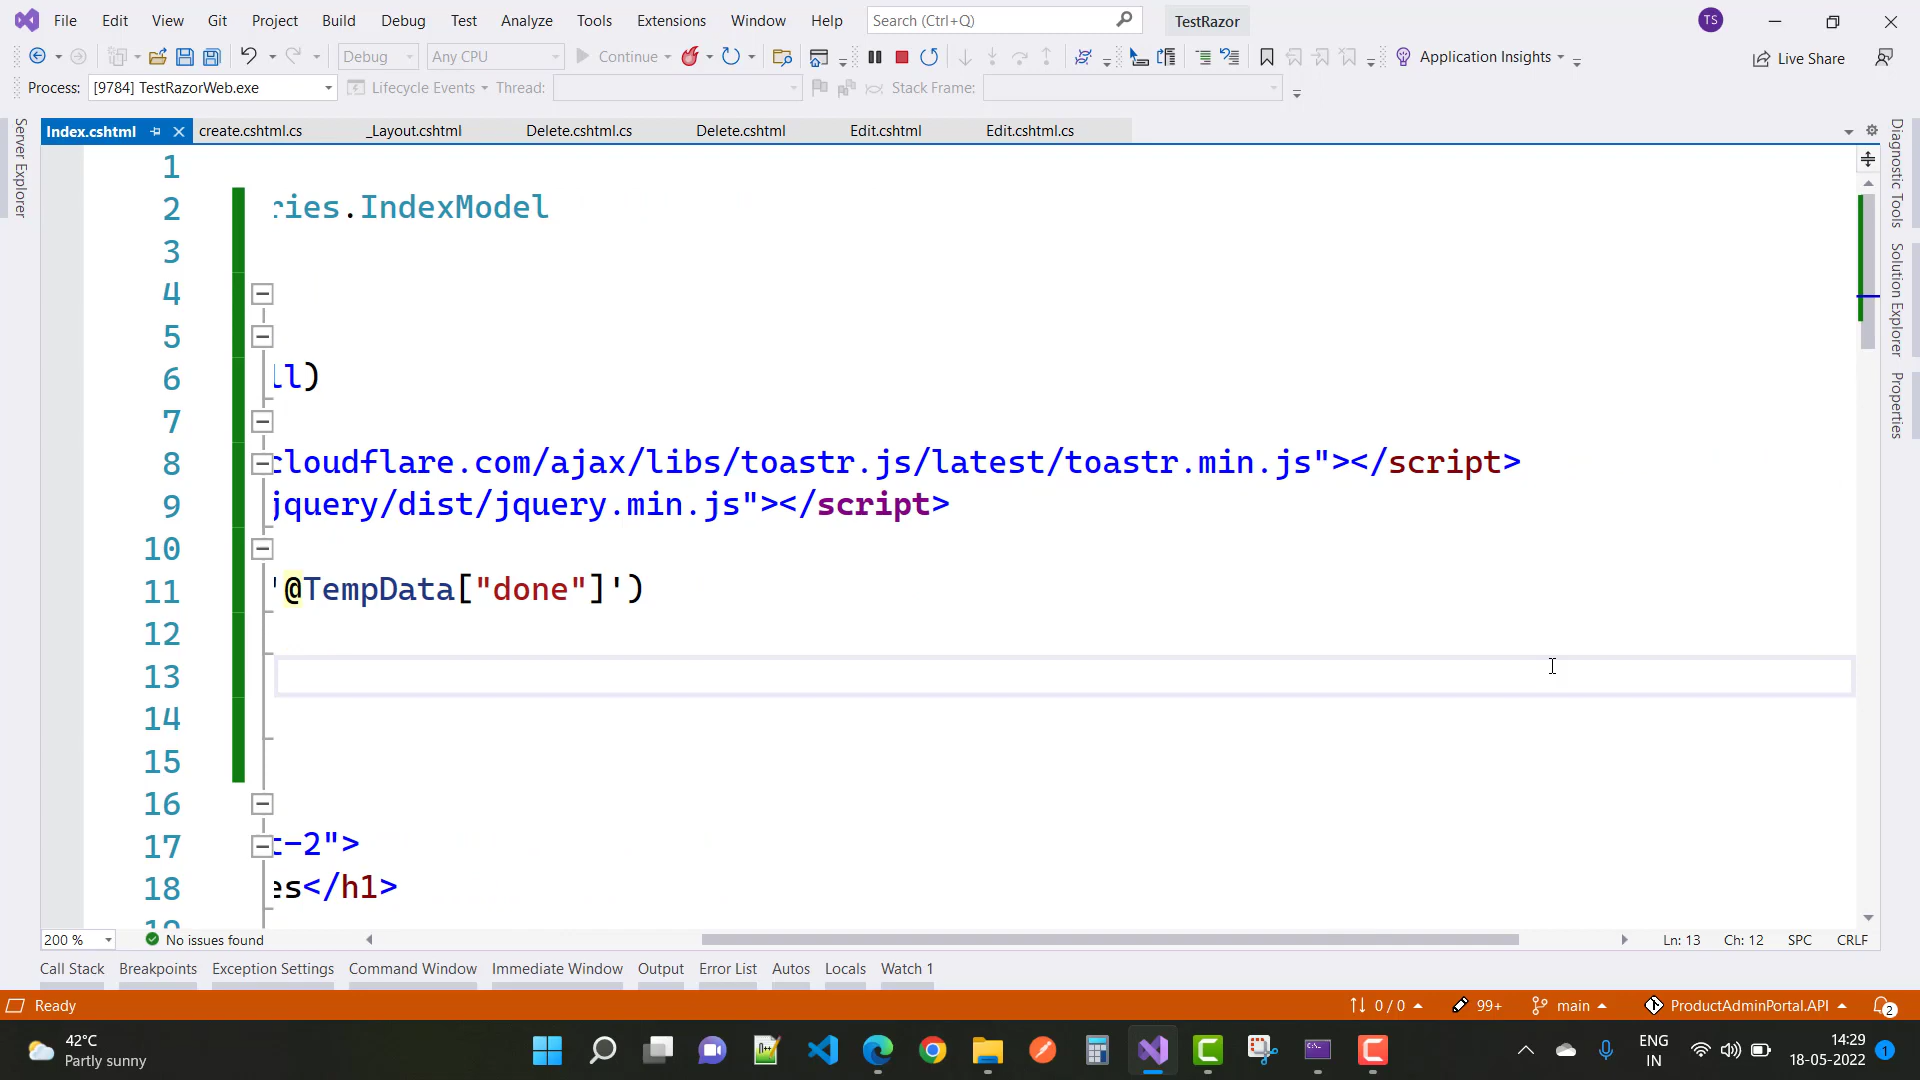 File Edit View Git Project Build Debug Test Analyze Tools Extensions Window Help Search (Ctrl+Q) TestRazor TS
Debug Any CPU Continue Application Insights Live Share
Process: [9784] TestRazorWeb.exe Lifecycle Events Thread: Stack Frame:
Index.cshtml create.cshtml.cs _Layout.cshtml Delete.cshtml.cs Delete.cshtml Edit.cshtml Edit.cshtml.cs
Server Explorer
Diagnostic Tools
Solution Explorer
Properties
1
2 ries.IndexModel
3
4
5
6 ll)
7
8 cloudflare.com/ajax/libs/toastr.js/latest/toastr.min.js"></script>
9 jquery/dist/jquery.min.js"></script>
10
11 '@TempData["done"]')
12
13
14
15
16
17 t-2">
18 es</h1>
19
200 % No issues found Ln: 13 Ch: 12 SPC CRLF
Call Stack Breakpoints Exception Settings Command Window Immediate Window Output Error List Autos Locals Watch 1
Ready 0 / 0 99+ main ProductAdminPortal.API 2
42°C
Partly sunny
ENG
IN
14:29
18-05-2022
1